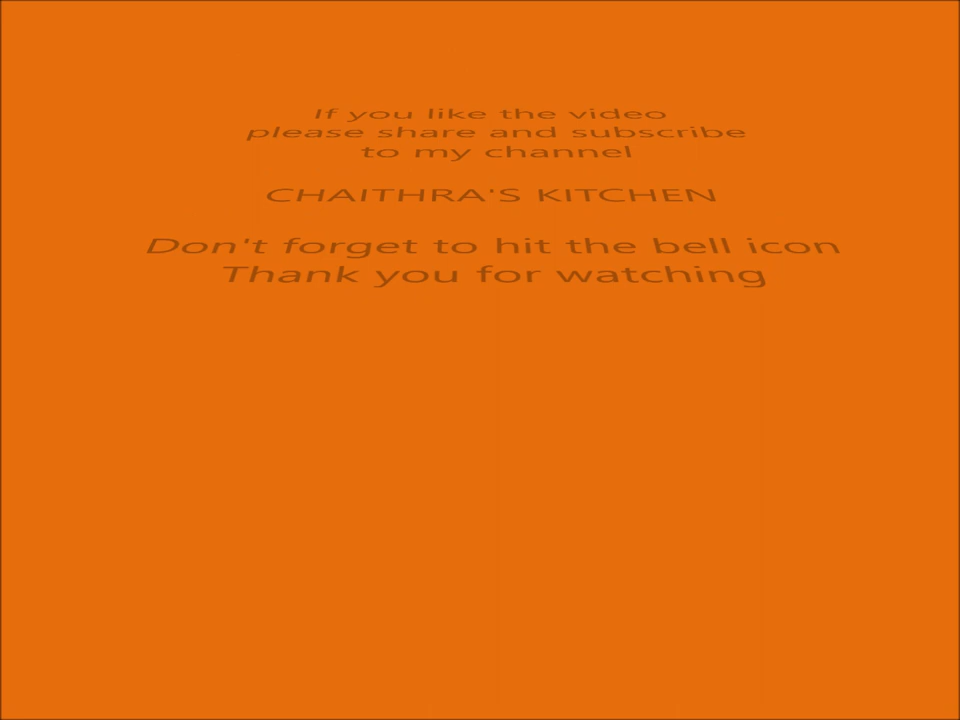 If you like the video
please share and subscribe
to my channel
CHAITHRA'S KITCHEN
Don't forget to hit the bell icon
Thank you for watching